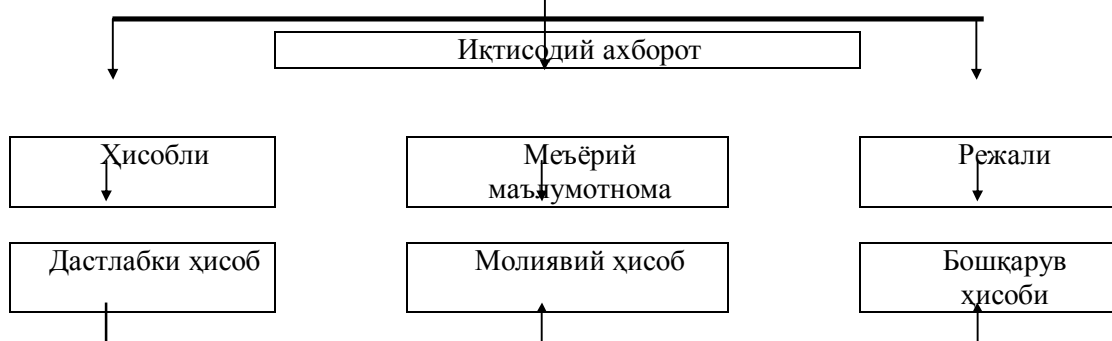 Иқтисодий ахборот
Ҳисобли
Меъёрий
маълумотнома
Режали
Дастлабки ҳисоб
Молиявий ҳисоб
Бошқарув
ҳисоби